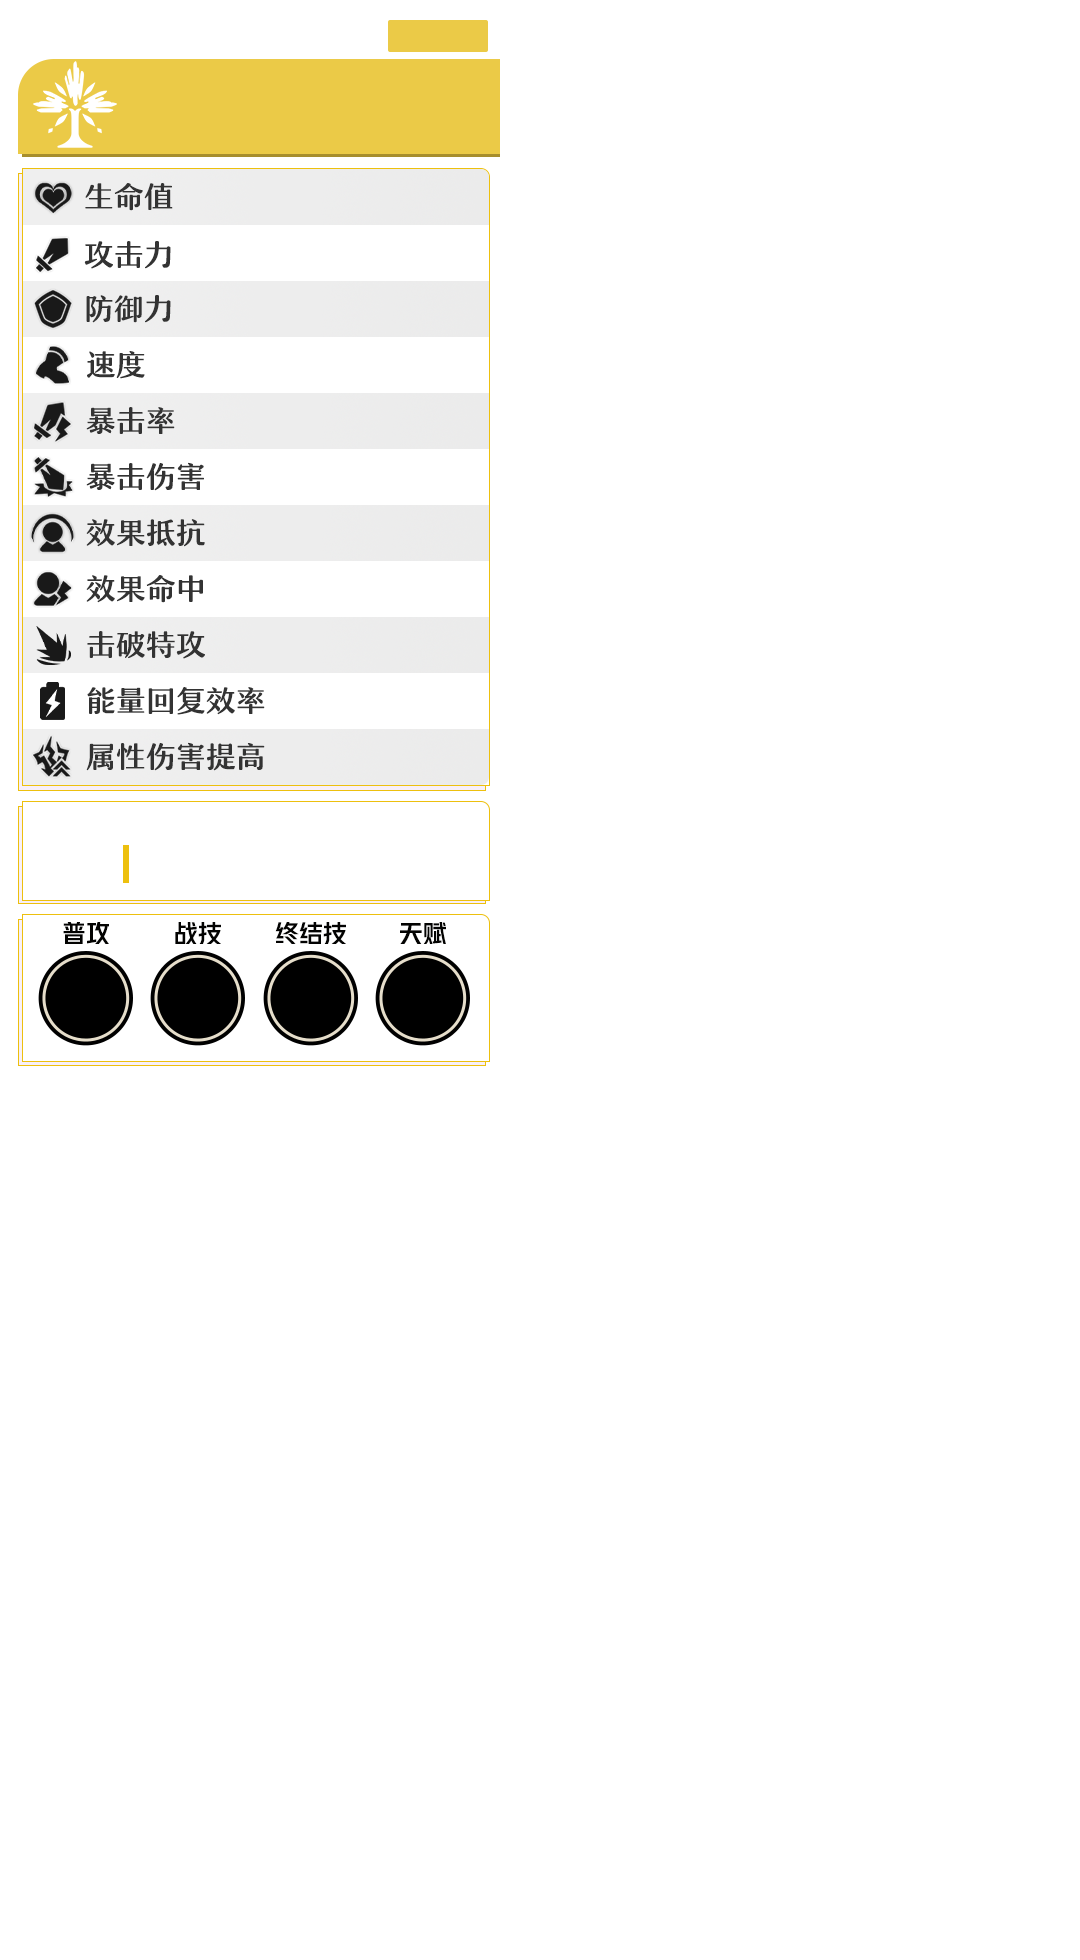 生命值
攻击力
防御力
速度
暴击率
暴击伤害
效果抵抗
效果命中
击破特攻
能量回复效率
属性伤害提高
普攻 战技 终结技 天赋